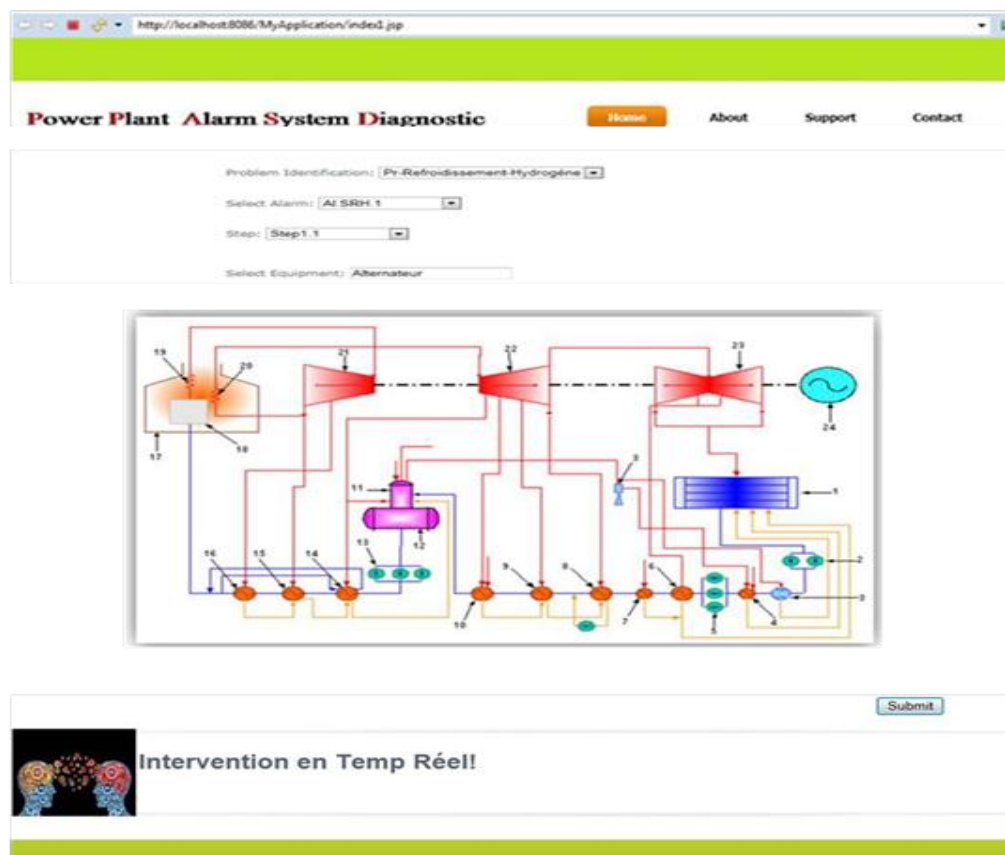 http://localhost:8086/MyApplication/index1.jsp
Power Plant Alarm System Diagnostic
Home About Support Contact
Problem Identification: Pr-Refroidissement-Hydrogéne
Select Alarm: Al SRH.1
Step: Step1.1
Select Equipment: Alternateur
19
20
21
22
23
24
17
18
11
12
3
1
13
2
16
15
14
9
8
6
10
7
5
4
3
Submit
Intervention en Temp Réel!